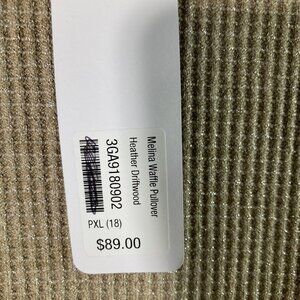 Melina Waffle Pullover
Heather Driftwood
3GA9180902
PXL (18)
$89.00